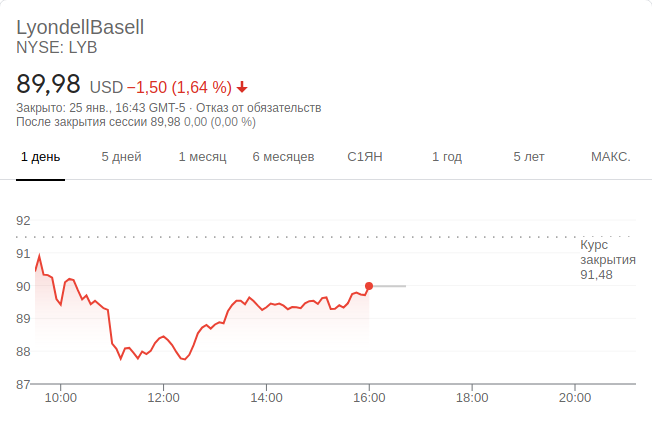 LyondellBasell
NYSE: LYB
89,98 USD −1,50 (1,64 %)
Закрыто: 25 янв., 16:43 GMT-5 · Отказ от обязательств
После закрытия сессии 89,98 0,00 (0,00 %)
1 день 5 дней 1 месяц 6 месяцев С1ЯН 1 год 5 лет МАКС.
92
91
90
89
88
87
Курс
закрытия
91,48
10:00 12:00 14:00 16:00 18:00 20:00